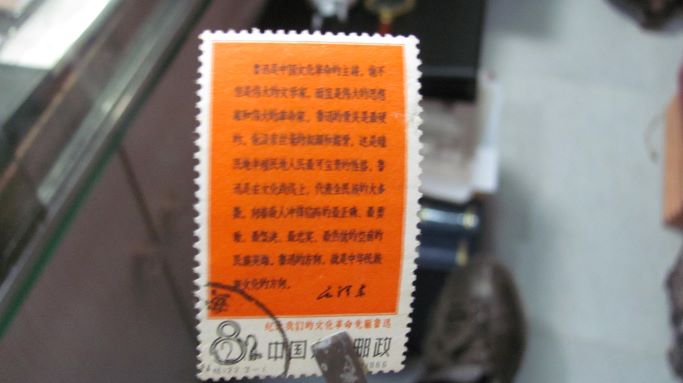 鲁迅是中国文化革命的主将，他不
但是伟大的文学家，而且是伟大的思想
家和伟大的革命家。鲁迅的骨头是最硬
的，他没有丝毫的奴颜和媚骨，这是殖
民地半殖民地人民最可宝贵的性格。鲁
迅是在文化战线上，代表全民族的大多
数，向着敌人冲锋陷阵的最正确、最勇
敢、最坚决、最忠实、最热忱的空前的
民族英雄。鲁迅的方向，就是中华民族
新文化的方向。
毛泽东
纪念我们的文化革命先驱鲁迅
8分 中国人 邮政
纪122.3-1 1966